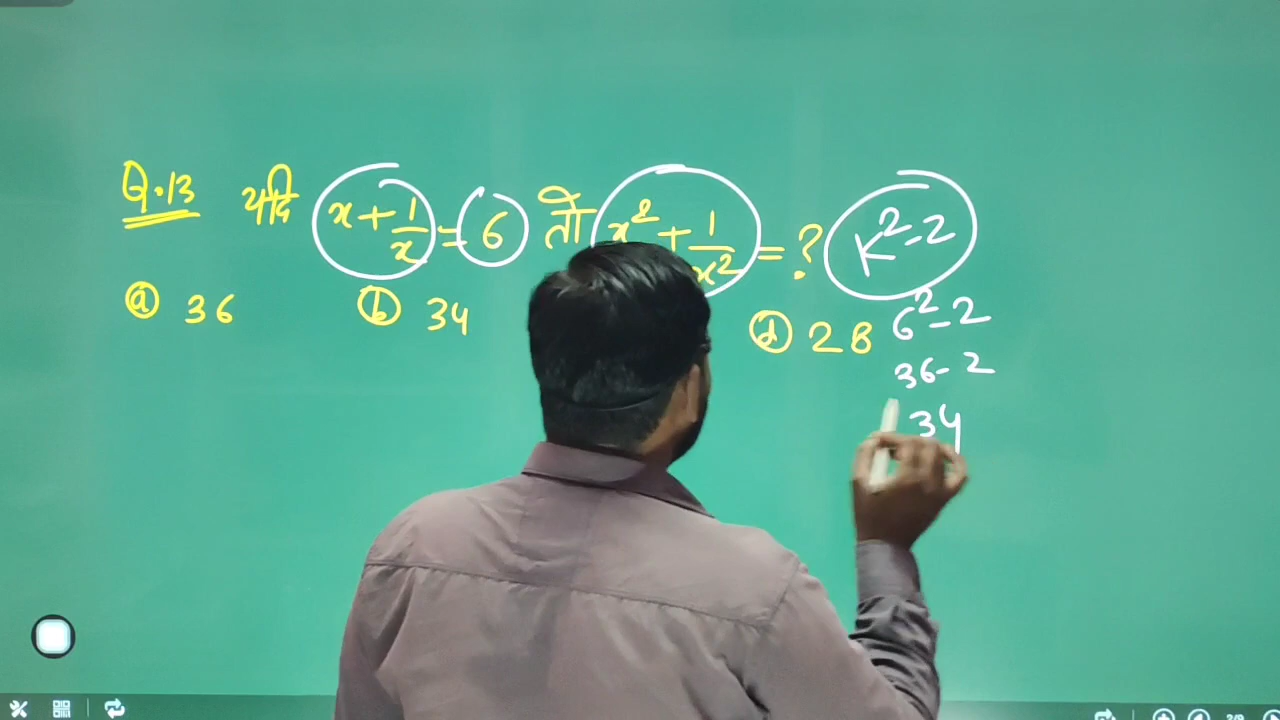 Q.13 यदि x + 1/x = 6 तो x² + 1/x² = ? K² - 2
ⓐ 36 ⓑ 34 ⓓ 28
6² - 2
36 - 2
34